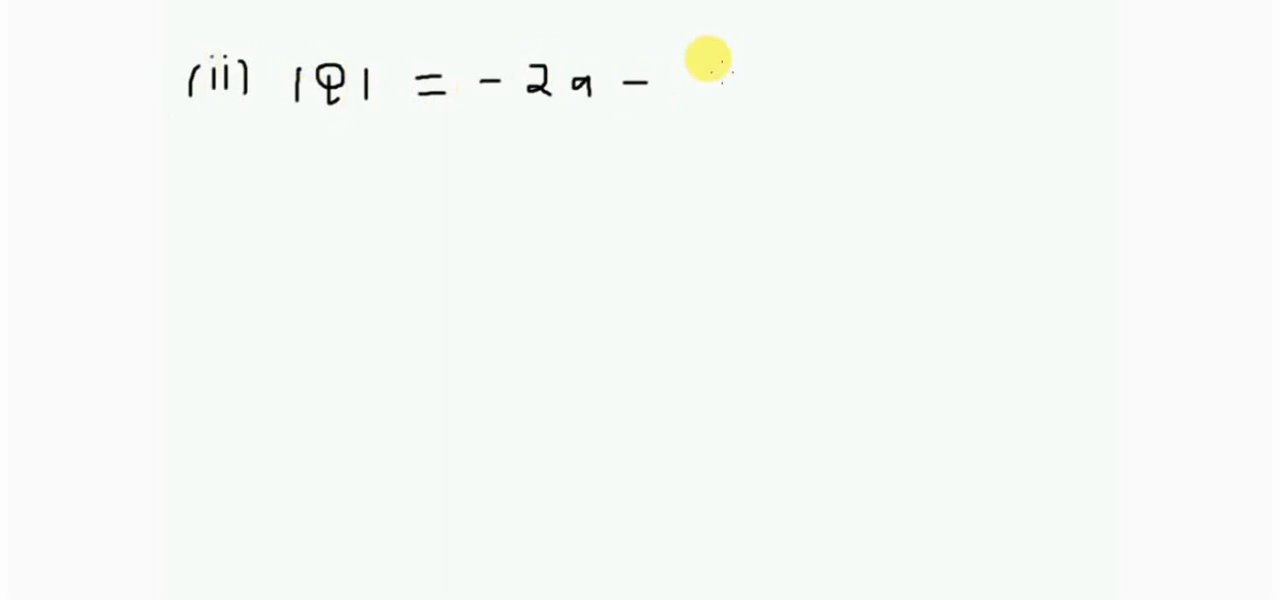 (ii) |Q| = - 2a -